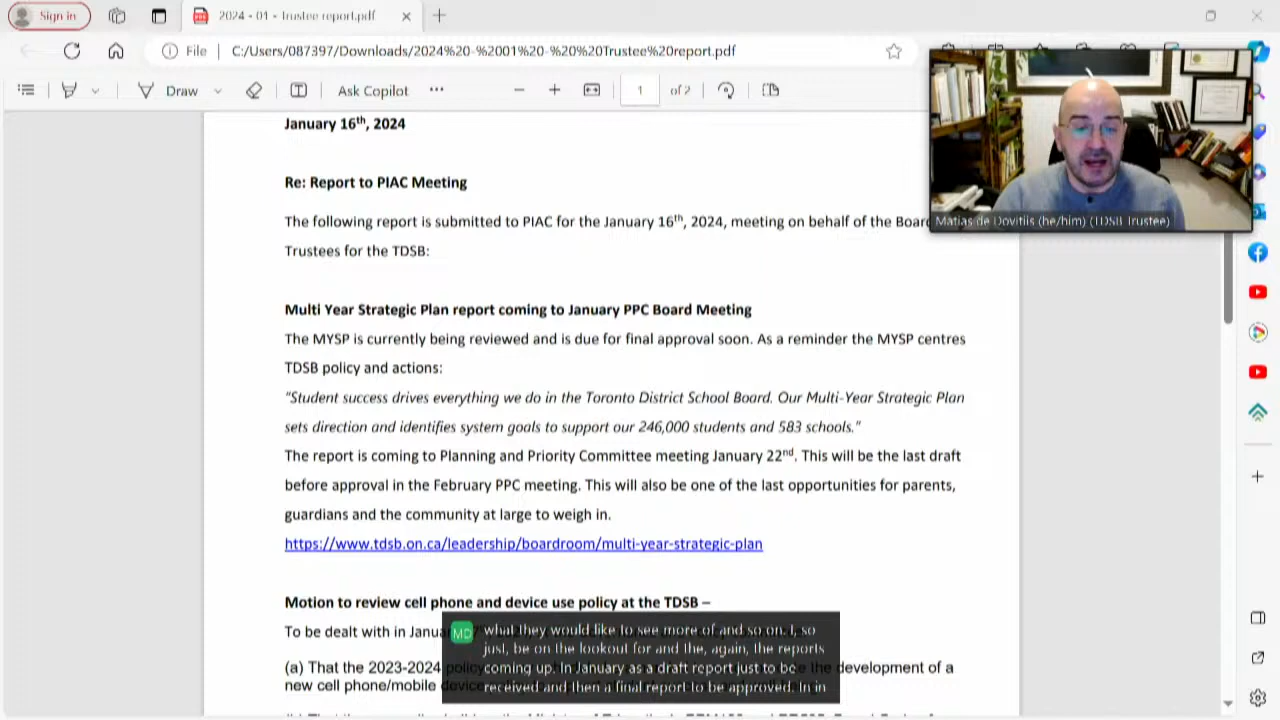 Sign in
2024 - 01 - Trustee report.pdf
File
C:/Users/087397/Downloads/2024%20-%2001%20-%20%20Trustee%20report.pdf
Draw
Ask Copilot
1
of 2
January 16th, 2024
Re: Report to PIAC Meeting
The following report is submitted to PIAC for the January 16th, 2024, meeting on behalf of the
Trustees for the TDSB:
Matias de Dovitiis (he/him) (TDSB Trustee)
Multi Year Strategic Plan report coming to January PPC Board Meeting
The MYSP is currently being reviewed and is due for final approval soon. As a reminder the MYSP centres
TDSB policy and actions:
"Student success drives everything we do in the Toronto District School Board. Our Multi-Year Strategic Plan
sets direction and identifies system goals to support our 246,000 students and 583 schools."
The report is coming to Planning and Priority Committee meeting January 22nd. This will be the last draft
before approval in the February PPC meeting. This will also be one of the last opportunities for parents,
guardians and the community at large to weigh in.
https://www.tdsb.on.ca/leadership/boardroom/multi-year-strategic-plan
Motion to review cell phone and device use policy at the TDSB –
To be dealt with in
(a) That the 2023-2024 the development of a
new cell phone/mobile
MD
what they would like to see more of and so on. I, so
just, be on the lookout for and the, again, the reports
coming up. In January as a draft report just to be
received and then a final report to be approved. In in